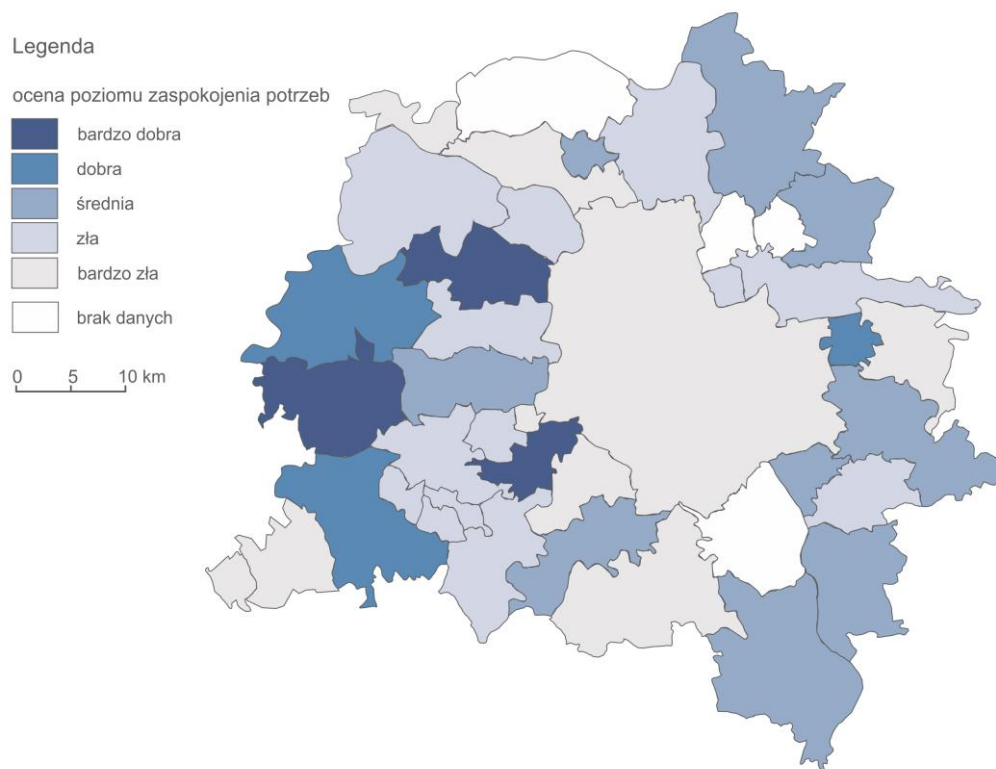 Legenda
ocena poziomu zaspokojenia potrzeb
bardzo dobra
dobra
średnia
zła
bardzo zła
brak danych
0 5 10 km